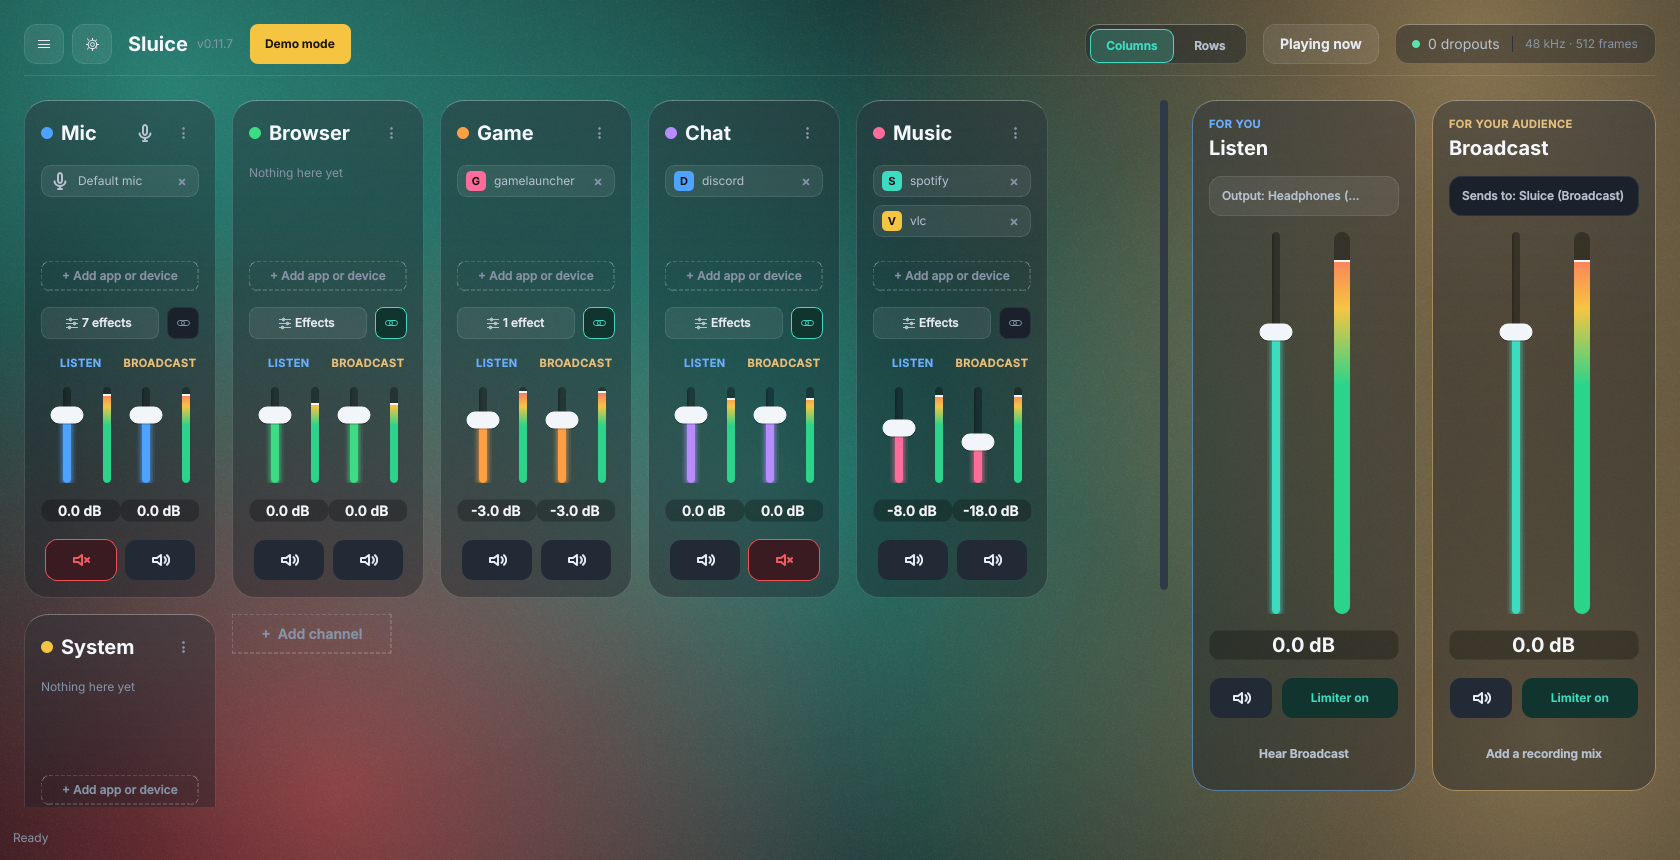 Sluice v0.11.7 Demo mode Columns Rows Playing now 0 dropouts 48 kHz · 512 frames
Mic
Default mic ×
+ Add app or device
7 effects
LISTEN BROADCAST
0.0 dB 0.0 dB
Browser
Nothing here yet
+ Add app or device
Effects
LISTEN BROADCAST
0.0 dB 0.0 dB
Game
G gamelauncher ×
+ Add app or device
1 effect
LISTEN BROADCAST
-3.0 dB -3.0 dB
Chat
D discord ×
+ Add app or device
Effects
LISTEN BROADCAST
0.0 dB 0.0 dB
Music
S spotify ×
V vlc ×
+ Add app or device
Effects
LISTEN BROADCAST
-8.0 dB -18.0 dB
System
Nothing here yet
+ Add app or device
+ Add channel
FOR YOU
Listen
Output: Headphones (...
0.0 dB
Limiter on
Hear Broadcast
FOR YOUR AUDIENCE
Broadcast
Sends to: Sluice (Broadcast)
0.0 dB
Limiter on
Add a recording mix
Ready